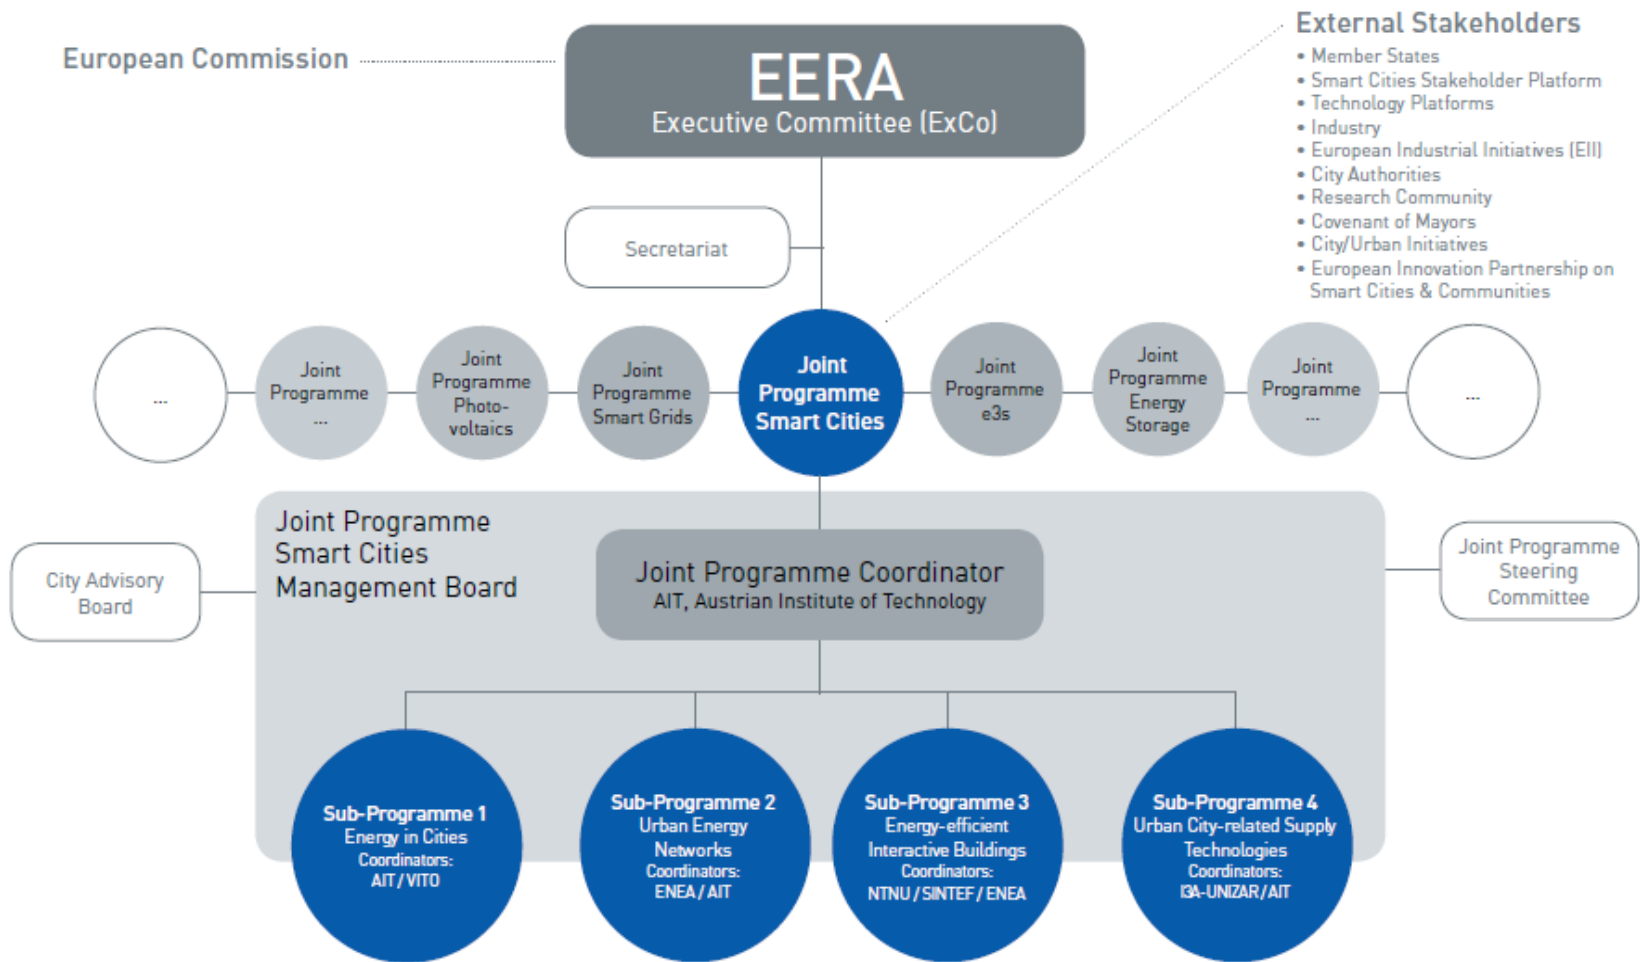 European Commission
EERA
Executive Committee (ExCo)
External Stakeholders
• Member States
• Smart Cities Stakeholder Platform
• Technology Platforms
• Industry
• European Industrial Initiatives (EII)
• City Authorities
• Research Community
• Covenant of Mayors
• City/Urban Initiatives
• European Innovation Partnership on
Smart Cities & Communities
Secretariat
...
Joint
Programme
...
Joint
Programme
Photo-
voltaics
Joint
Programme
Smart Grids
Joint
Programme
Smart Cities
Joint
Programme
e3s
Joint
Programme
Energy
Storage
Joint
Programme
...
...
Joint Programme
Smart Cities
Management Board
City Advisory
Board
Joint Programme Coordinator
AIT, Austrian Institute of Technology
Joint Programme
Steering
Committee
Sub-Programme 1
Energy in Cities
Coordinators:
AIT / VITO
Sub-Programme 2
Urban Energy
Networks
Coordinators:
ENEA / AIT
Sub-Programme 3
Energy-efficient
Interactive Buildings
Coordinators:
NTNU / SINTEF / ENEA
Sub-Programme 4
Urban City-related Supply
Technologies
Coordinators:
I3A-UNIZAR / AIT